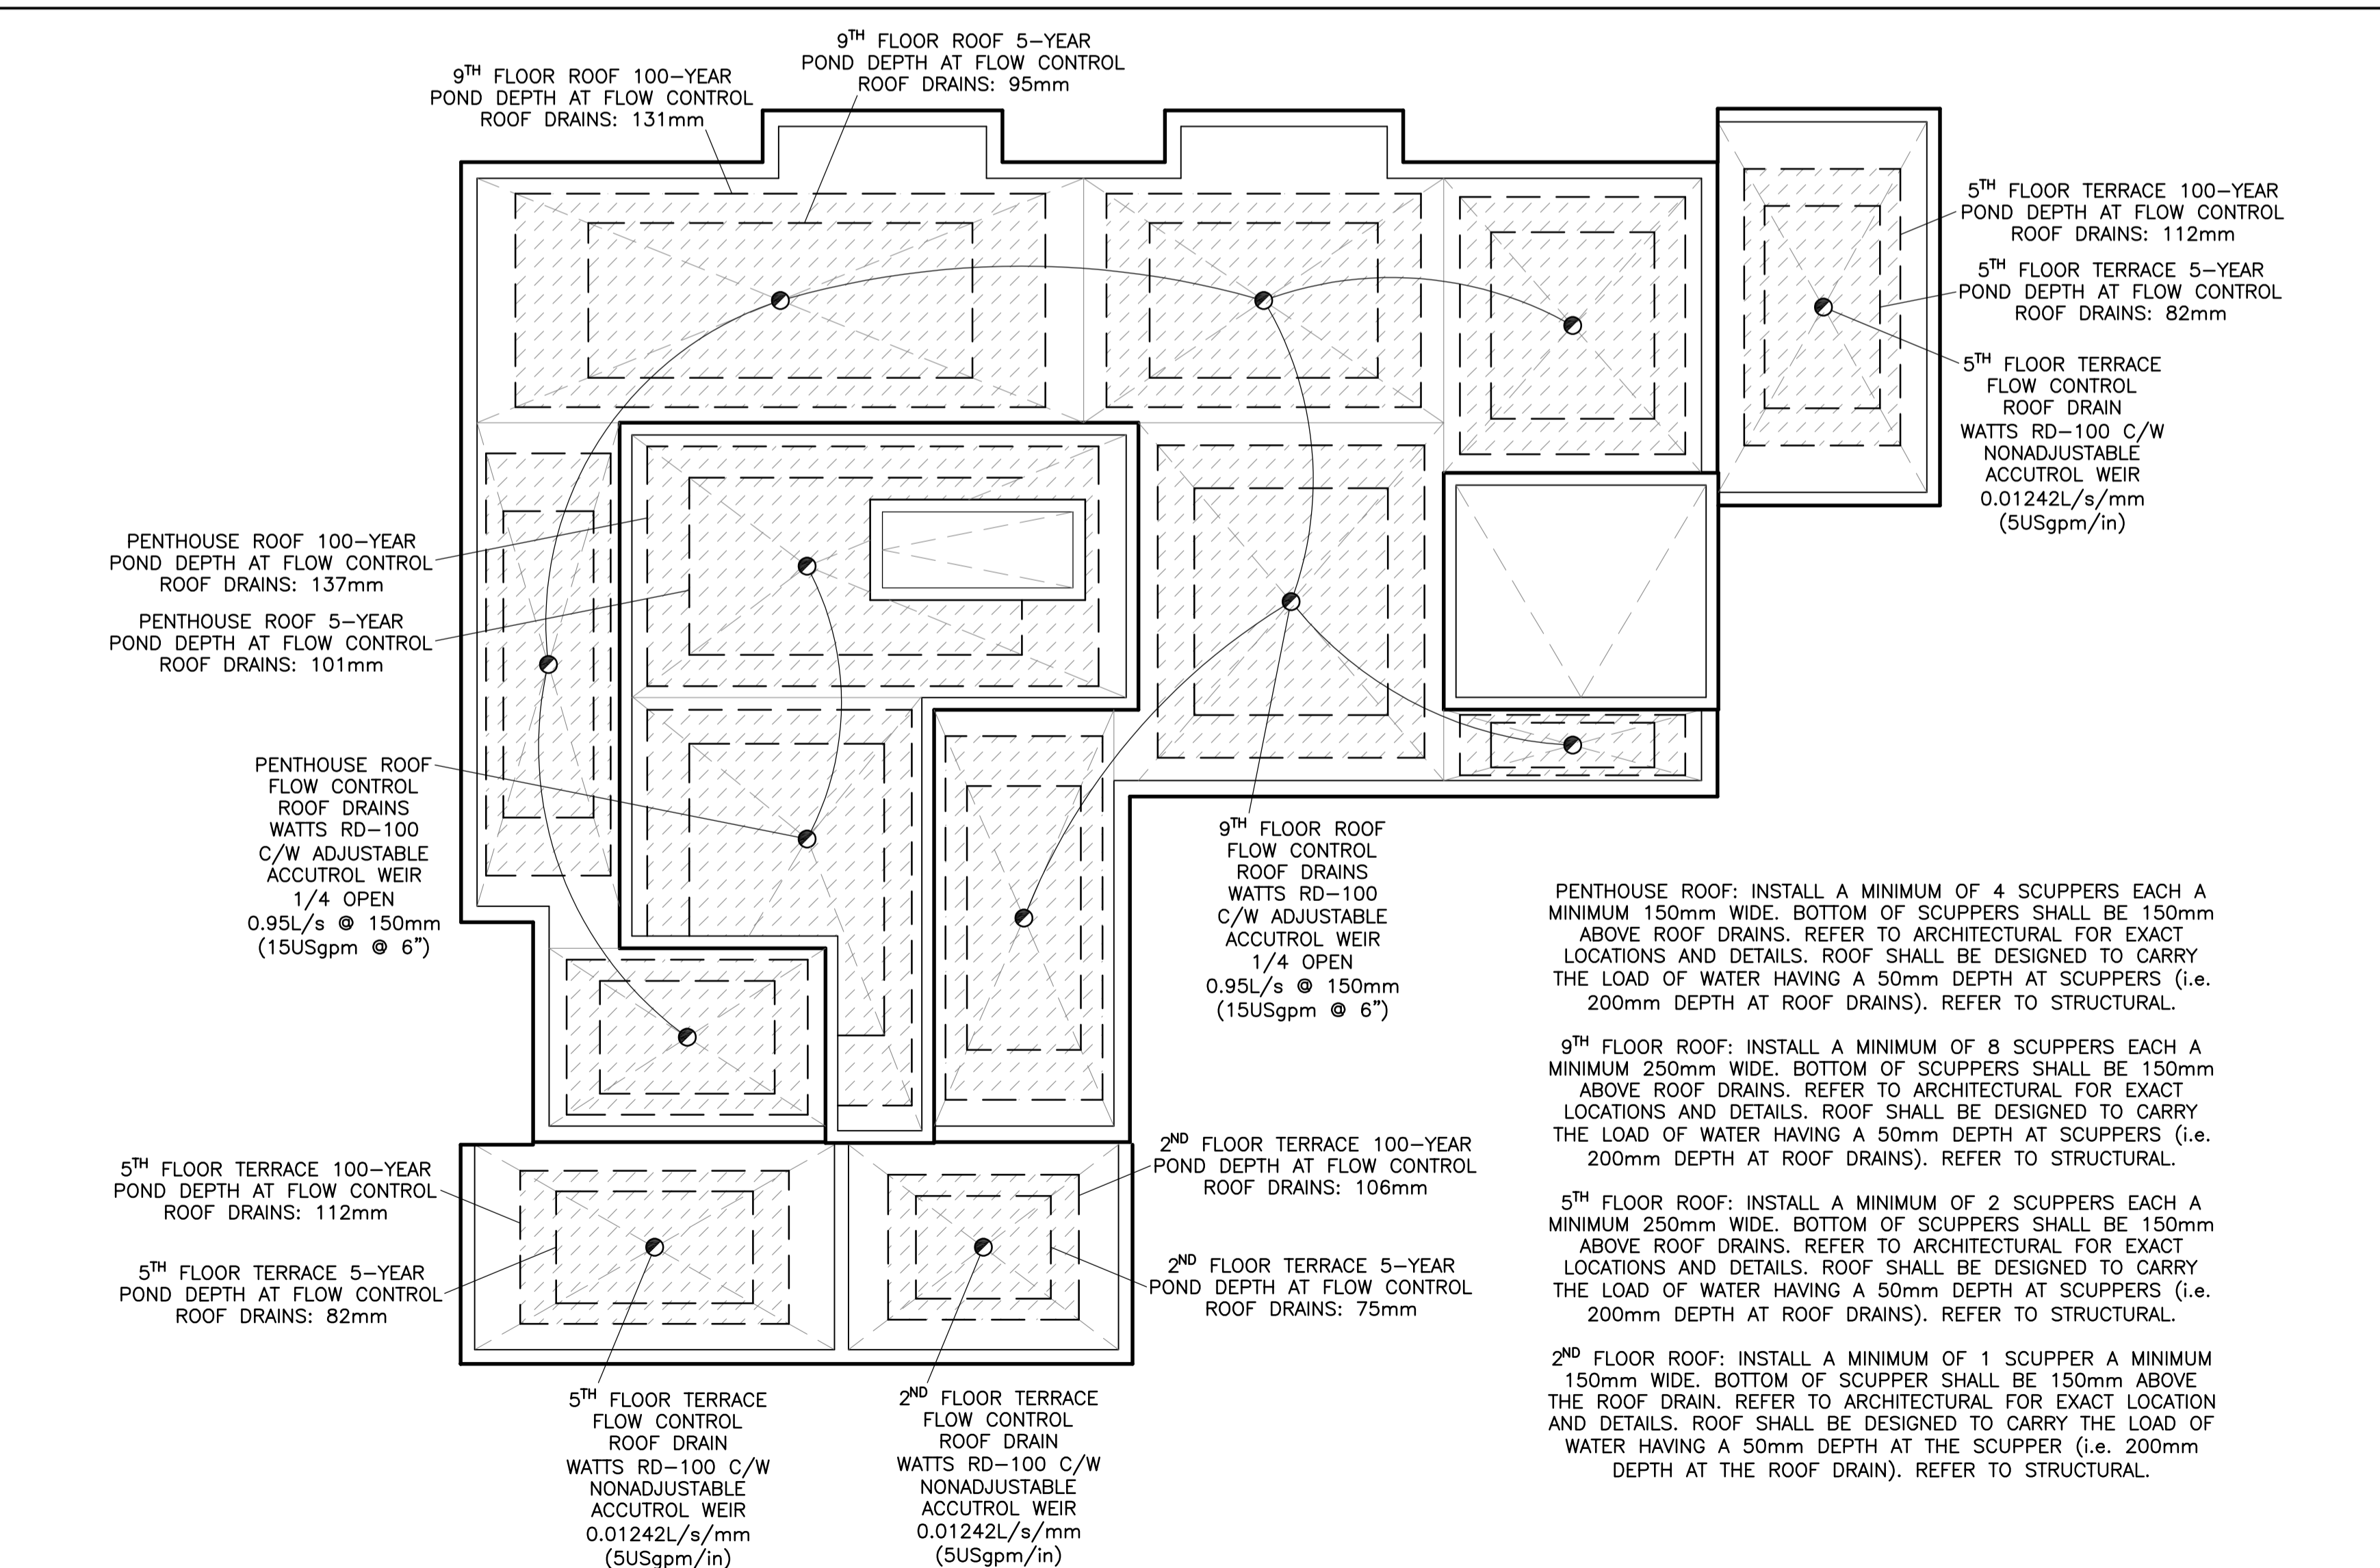 9TH FLOOR ROOF 5-YEAR
POND DEPTH AT FLOW CONTROL
ROOF DRAINS: 95mm
9TH FLOOR ROOF 100-YEAR
POND DEPTH AT FLOW CONTROL
ROOF DRAINS: 131mm
5TH FLOOR TERRACE 100-YEAR
POND DEPTH AT FLOW CONTROL
ROOF DRAINS: 112mm
5TH FLOOR TERRACE 5-YEAR
POND DEPTH AT FLOW CONTROL
ROOF DRAINS: 82mm
5TH FLOOR TERRACE
FLOW CONTROL
ROOF DRAIN
WATTS RD-100 C/W
NONADJUSTABLE
ACCUTROL WEIR
0.01242L/s/mm
(5USgpm/in)
PENTHOUSE ROOF 100-YEAR
POND DEPTH AT FLOW CONTROL
ROOF DRAINS: 137mm
PENTHOUSE ROOF 5-YEAR
POND DEPTH AT FLOW CONTROL
ROOF DRAINS: 101mm
PENTHOUSE ROOF
FLOW CONTROL
ROOF DRAINS
WATTS RD-100
C/W ADJUSTABLE
ACCUTROL WEIR
1/4 OPEN
0.95L/s @ 150mm
(15USgpm @ 6")
9TH FLOOR ROOF
FLOW CONTROL
ROOF DRAINS
WATTS RD-100
C/W ADJUSTABLE
ACCUTROL WEIR
1/4 OPEN
0.95L/s @ 150mm
(15USgpm @ 6")
PENTHOUSE ROOF: INSTALL A MINIMUM OF 4 SCUPPERS EACH A
MINIMUM 150mm WIDE. BOTTOM OF SCUPPERS SHALL BE 150mm
ABOVE ROOF DRAINS. REFER TO ARCHITECTURAL FOR EXACT
LOCATIONS AND DETAILS. ROOF SHALL BE DESIGNED TO CARRY
THE LOAD OF WATER HAVING A 50mm DEPTH AT SCUPPERS (i.e.
200mm DEPTH AT ROOF DRAINS). REFER TO STRUCTURAL.
9TH FLOOR ROOF: INSTALL A MINIMUM OF 8 SCUPPERS EACH A
MINIMUM 250mm WIDE. BOTTOM OF SCUPPERS SHALL BE 150mm
ABOVE ROOF DRAINS. REFER TO ARCHITECTURAL FOR EXACT
LOCATIONS AND DETAILS. ROOF SHALL BE DESIGNED TO CARRY
THE LOAD OF WATER HAVING A 50mm DEPTH AT SCUPPERS (i.e.
200mm DEPTH AT ROOF DRAINS). REFER TO STRUCTURAL.
5TH FLOOR ROOF: INSTALL A MINIMUM OF 2 SCUPPERS EACH A
MINIMUM 250mm WIDE. BOTTOM OF SCUPPERS SHALL BE 150mm
ABOVE ROOF DRAINS. REFER TO ARCHITECTURAL FOR EXACT
LOCATIONS AND DETAILS. ROOF SHALL BE DESIGNED TO CARRY
THE LOAD OF WATER HAVING A 50mm DEPTH AT SCUPPERS (i.e.
200mm DEPTH AT ROOF DRAINS). REFER TO STRUCTURAL.
2ND FLOOR ROOF: INSTALL A MINIMUM OF 1 SCUPPER A MINIMUM
150mm WIDE. BOTTOM OF SCUPPER SHALL BE 150mm ABOVE
THE ROOF DRAIN. REFER TO ARCHITECTURAL FOR EXACT LOCATION
AND DETAILS. ROOF SHALL BE DESIGNED TO CARRY THE LOAD OF
WATER HAVING A 50mm DEPTH AT THE SCUPPER (i.e. 200mm
DEPTH AT THE ROOF DRAIN). REFER TO STRUCTURAL.
5TH FLOOR TERRACE 100-YEAR
POND DEPTH AT FLOW CONTROL
ROOF DRAINS: 112mm
5TH FLOOR TERRACE 5-YEAR
POND DEPTH AT FLOW CONTROL
ROOF DRAINS: 82mm
2ND FLOOR TERRACE 100-YEAR
POND DEPTH AT FLOW CONTROL
ROOF DRAINS: 106mm
2ND FLOOR TERRACE 5-YEAR
POND DEPTH AT FLOW CONTROL
ROOF DRAINS: 75mm
5TH FLOOR TERRACE
FLOW CONTROL
ROOF DRAIN
WATTS RD-100 C/W
NONADJUSTABLE
ACCUTROL WEIR
0.01242L/s/mm
(5USgpm/in)
2ND FLOOR TERRACE
FLOW CONTROL
ROOF DRAIN
WATTS RD-100 C/W
NONADJUSTABLE
ACCUTROL WEIR
0.01242L/s/mm
(5USgpm/in)